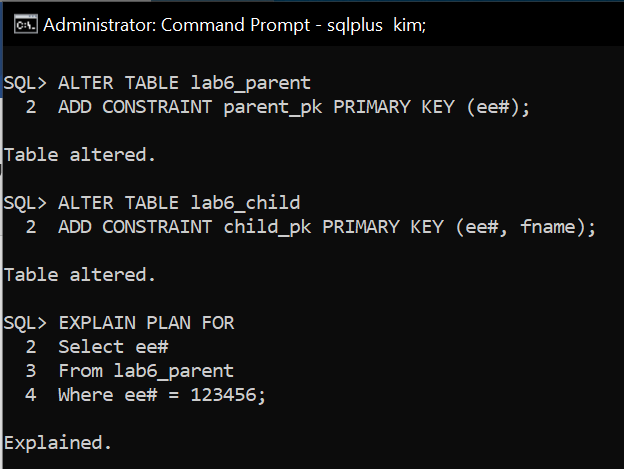 Administrator: Command Prompt - sqlplus  kim;
SQL> ALTER TABLE lab6_parent
  2  ADD CONSTRAINT parent_pk PRIMARY KEY (ee#);
Table altered.
SQL> ALTER TABLE lab6_child
  2  ADD CONSTRAINT child_pk PRIMARY KEY (ee#, fname);
Table altered.
SQL> EXPLAIN PLAN FOR
  2  Select ee#
  3  From lab6_parent
  4  Where ee# = 123456;
Explained.